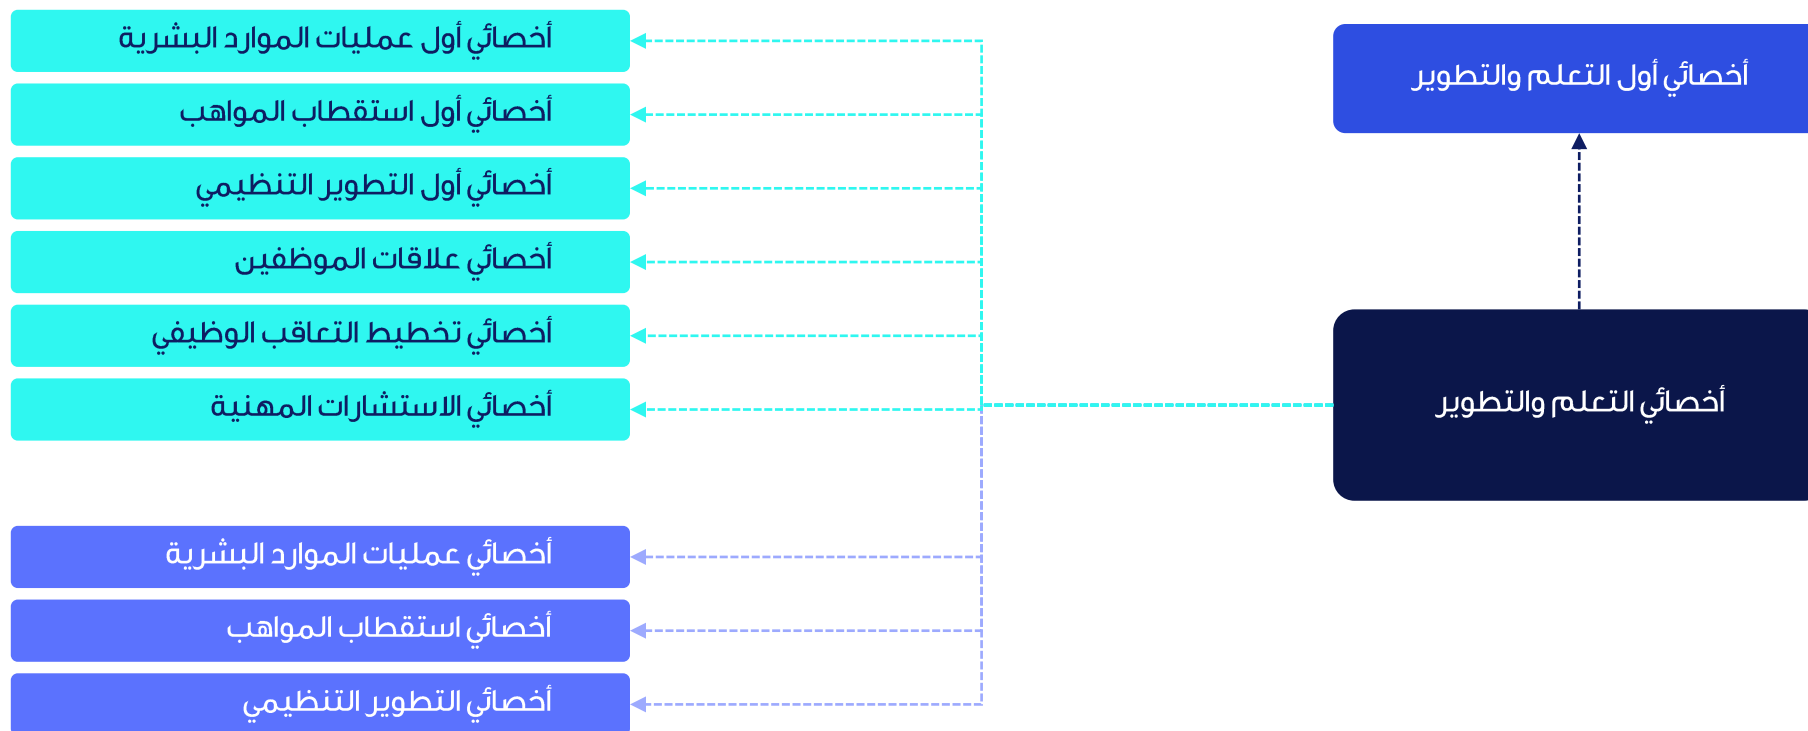 أخصائي أول التعلم والتطوير
أخصائي التعلم والتطوير
أخصائي أول عمليات الموارد البشرية
أخصائي أول استقطاب المواهب
أخصائي أول التطوير التنظيمي
أخصائي علاقات الموظفين
أخصائي تخطيط التعاقب الوظيفي
أخصائي الاستشارات المهنية
أخصائي عمليات الموارد البشرية
أخصائي استقطاب المواهب
أخصائي التطوير التنظيمي